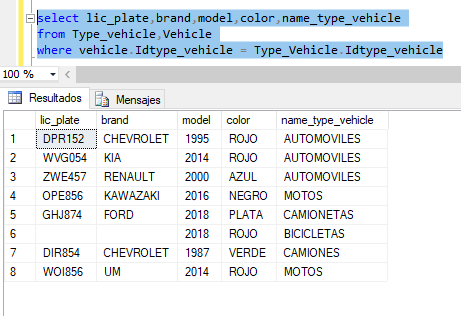 select lic_plate,brand,model,color,name_type_vehicle
from Type_vehicle,Vehicle
where vehicle.Idtype_vehicle = Type_Vehicle.Idtype_vehicle
100 %
Resultados Mensajes
lic_plate brand model color name_type_vehicle
1 DPR152 CHEVROLET 1995 ROJO AUTOMOVILES
2 WVG054 KIA 2014 ROJO AUTOMOVILES
3 ZWE457 RENAULT 2000 AZUL AUTOMOVILES
4 OPE856 KAWAZAKI 2016 NEGRO MOTOS
5 GHJ874 FORD 2018 PLATA CAMIONETAS
6 2018 ROJO BICICLETAS
7 DIR854 CHEVROLET 1987 VERDE CAMIONES
8 WOI856 UM 2014 ROJO MOTOS